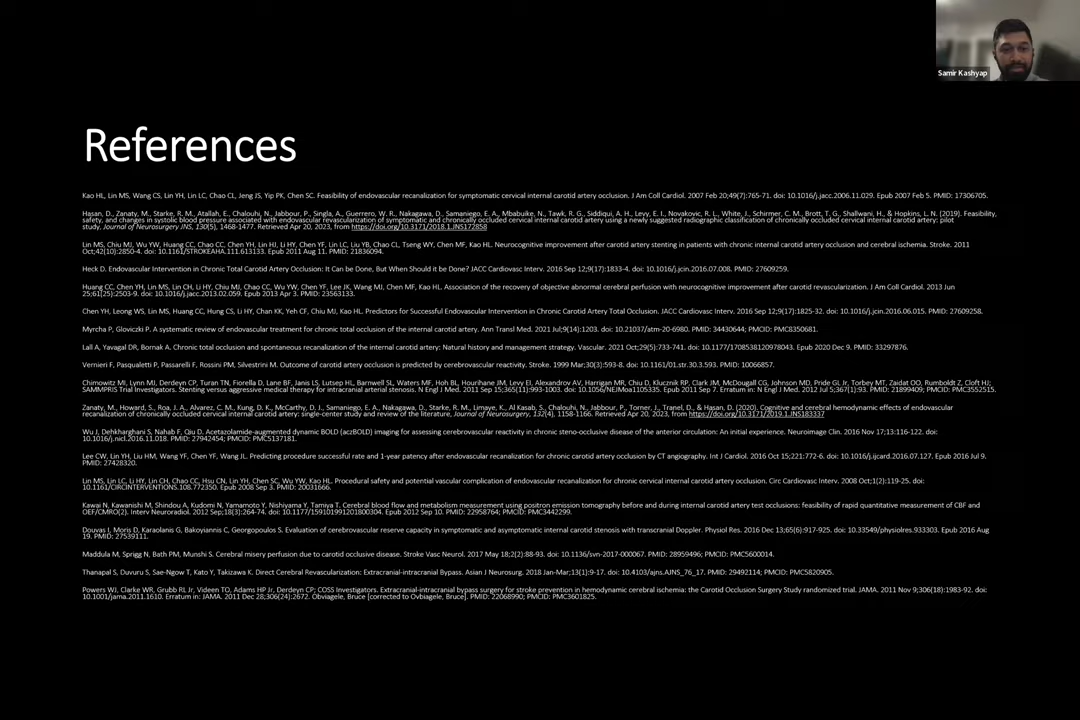 Samir Kashyap
References
Kao HL, Lin MS, Wang CS, Lin YH, Lin LC, Chao CL, Jeng JS, Yip PK, Chen SC. Feasibility of endovascular recanalization for symptomatic cervical internal carotid artery occlusion. J Am Coll Cardiol. 2007 Feb 20;49(7):765-71. doi: 10.1016/j.jacc.2006.11.029. Epub 2007 Feb 5. PMID: 17306705.
Hasan, D., Zanaty, M., Starke, R. M., Atallah, E., Chalouhi, N., Jabbour, P., Singla, A., Guerrero, W. R., Nakagawa, D., Samaniego, E. A., Mbabuike, N., Tawk, R. G., Siddiqui, A. H., Levy, E. I., Novakovic, R. L., White, J., Schirmer, C. M., Brott, T. G., Shallwani, H., & Hopkins, L. N. (2019). Feasibility,
safety, and changes in systolic blood pressure associated with endovascular revascularization of symptomatic and chronically occluded cervical internal carotid artery using a newly suggested radiographic classification of chronically occluded cervical internal carotid artery: pilot
study, Journal of Neurosurgery JNS, 130(5), 1468-1477. Retrieved Apr 20, 2023, from https://doi.org/10.3171/2018.1.JNS172858
Lin MS, Chiu MJ, Wu YW, Huang CC, Chao CC, Chen YH, Lin HJ, Li HY, Chen YF, Lin LC, Liu YB, Chao CL, Tseng WY, Chen MF, Kao HL. Neurocognitive improvement after carotid artery stenting in patients with chronic internal carotid artery occlusion and cerebral ischemia. Stroke. 2011
Oct;42(10):2850-4. doi: 10.1161/STROKEAHA.111.613133. Epub 2011 Aug 11. PMID: 21836094.
Heck D. Endovascular Intervention in Chronic Total Carotid Artery Occlusion: It Can be Done, But When Should it be Done? JACC Cardiovasc Interv. 2016 Sep 12;9(17):1833-4. doi: 10.1016/j.jcin.2016.07.008. PMID: 27609259.
Huang CC, Chen YH, Lin MS, Lin CH, Li HY, Chiu MJ, Chao CC, Wu YW, Chen YF, Lee JK, Wang MJ, Chen MF, Kao HL. Association of the recovery of objective abnormal cerebral perfusion with neurocognitive improvement after carotid revascularization. J Am Coll Cardiol. 2013 Jun
25;61(25):2503-9. doi: 10.1016/j.jacc.2013.02.059. Epub 2013 Apr 3. PMID: 23563133.
Chen YH, Leong WS, Lin MS, Huang CC, Hung CS, Li HY, Chan KK, Yeh CF, Chiu MJ, Kao HL. Predictors for Successful Endovascular Intervention in Chronic Carotid Artery Total Occlusion. JACC Cardiovasc Interv. 2016 Sep 12;9(17):1825-32. doi: 10.1016/j.jcin.2016.06.015. PMID: 27609258.
Myrcha P, Gloviczki P. A systematic review of endovascular treatment for chronic total occlusion of the internal carotid artery. Ann Transl Med. 2021 Jul;9(14):1203. doi: 10.21037/atm-20-6980. PMID: 34430644; PMCID: PMC8350681.
Lall A, Yavagal DR, Bornak A. Chronic total occlusion and spontaneous recanalization of the internal carotid artery: Natural history and management strategy. Vascular. 2021 Oct;29(5):733-741. doi: 10.1177/1708538120978043. Epub 2020 Dec 9. PMID: 33297876.
Vernieri F, Pasqualetti P, Passarelli F, Rossini PM, Silvestrini M. Outcome of carotid artery occlusion is predicted by cerebrovascular reactivity. Stroke. 1999 Mar;30(3):593-8. doi: 10.1161/01.str.30.3.593. PMID: 10066857.
Chimowitz MI, Lynn MJ, Derdeyn CP, Turan TN, Fiorella D, Lane BF, Janis LS, Lutsep HL, Barnwell SL, Waters MF, Hoh BL, Hourihane JM, Levy EI, Alexandrov AV, Harrigan MR, Chiu D, Klucznik RP, Clark JM, McDougall CG, Johnson MD, Pride GL Jr, Torbey MT, Zaidat OO, Rumboldt Z, Cloft HJ;
SAMMPRIS Trial Investigators. Stenting versus aggressive medical therapy for intracranial arterial stenosis. N Engl J Med. 2011 Sep 15;365(11):993-1003. doi: 10.1056/NEJMoa1105335. Epub 2011 Sep 7. Erratum in: N Engl J Med. 2012 Jul 5;367(1):93. PMID: 21899409; PMCID: PMC3552515.
Zanaty, M., Howard, S., Roa, J. A., Alvarez, C. M., Kung, D. K., McCarthy, D. J., Samaniego, E. A., Nakagawa, D., Starke, R. M., Limaye, K., Al Kasab, S., Chalouhi, N., Jabbour, P., Torner, J., Tranel, D., & Hasan, D. (2020). Cognitive and cerebral hemodynamic effects of endovascular
recanalization of chronically occluded cervical internal carotid artery: single-center study and review of the literature, Journal of Neurosurgery, 132(4), 1158-1166. Retrieved Apr 20, 2023, from https://doi.org/10.3171/2019.1.JNS183337
Wu J, Dehkharghani S, Nahab F, Qiu D. Acetazolamide-augmented dynamic BOLD (aczBOLD) imaging for assessing cerebrovascular reactivity in chronic steno-occlusive disease of the anterior circulation: An initial experience. Neuroimage Clin. 2016 Nov 17;13:116-122. doi:
10.1016/j.nicl.2016.11.018. PMID: 27942454; PMCID: PMC5137181.
Lee CW, Lin YH, Liu HM, Wang YF, Chen YF, Wang JL. Predicting procedure successful rate and 1-year patency after endovascular recanalization for chronic carotid artery occlusion by CT angiography. Int J Cardiol. 2016 Oct 15;221:772-6. doi: 10.1016/j.ijcard.2016.07.127. Epub 2016 Jul 9.
PMID: 27428320.
Lin MS, Lin LC, Li HY, Lin CH, Chao CC, Hsu CN, Lin YH, Chen SC, Wu YW, Kao HL. Procedural safety and potential vascular complication of endovascular recanalization for chronic cervical internal carotid artery occlusion. Circ Cardiovasc Interv. 2008 Oct;1(2):119-25. doi:
10.1161/CIRCINTERVENTIONS.108.772350. Epub 2008 Sep 3. PMID: 20031666.
Kawai N, Kawanishi M, Shindou A, Kudomi N, Yamamoto Y, Nishiyama Y, Tamiya T. Cerebral blood flow and metabolism measurement using positron emission tomography before and during internal carotid artery test occlusions: feasibility of rapid quantitative measurement of CBF and
OEF/CMRO(2). Interv Neuroradiol. 2012 Sep;18(3):264-74. doi: 10.1177/159101991201800304. Epub 2012 Sep 10. PMID: 22958764; PMCID: PMC3442299.
Douvas I, Moris D, Karaolanis G, Bakoyiannis C, Georgopoulos S. Evaluation of cerebrovascular reserve capacity in symptomatic and asymptomatic internal carotid stenosis with transcranial Doppler. Physiol Res. 2016 Dec 13;65(6):917-925. doi: 10.33549/physiolres.933303. Epub 2016 Aug
19. PMID: 27539111.
Maddula M, Sprigg N, Bath PM, Munshi S. Cerebral misery perfusion due to carotid occlusive disease. Stroke Vasc Neurol. 2017 May 18;2(2):88-93. doi: 10.1136/svn-2017-000067. PMID: 28959496; PMCID: PMC5600014.
Thanapal S, Duvuru S, Sae-Ngow T, Kato Y, Takizawa K. Direct Cerebral Revascularization: Extracranial-intracranial Bypass. Asian J Neurosurg. 2018 Jan-Mar;13(1):9-17. doi: 10.4103/ajns.AJNS_76_17. PMID: 29492114; PMCID: PMC5820905.
Powers WJ, Clarke WR, Grubb RL Jr, Videen TO, Adams HP Jr, Derdeyn CP; COSS Investigators. Extracranial-intracranial bypass surgery for stroke prevention in hemodynamic cerebral ischemia: the Carotid Occlusion Surgery Study randomized trial. JAMA. 2011 Nov 9;306(18):1983-92. doi:
10.1001/jama.2011.1610. Erratum in: JAMA. 2011 Dec 28;306(24):2672. Obviagele, Bruce [corrected to Ovbiagele, Bruce]. PMID: 22068990; PMCID: PMC3601825.